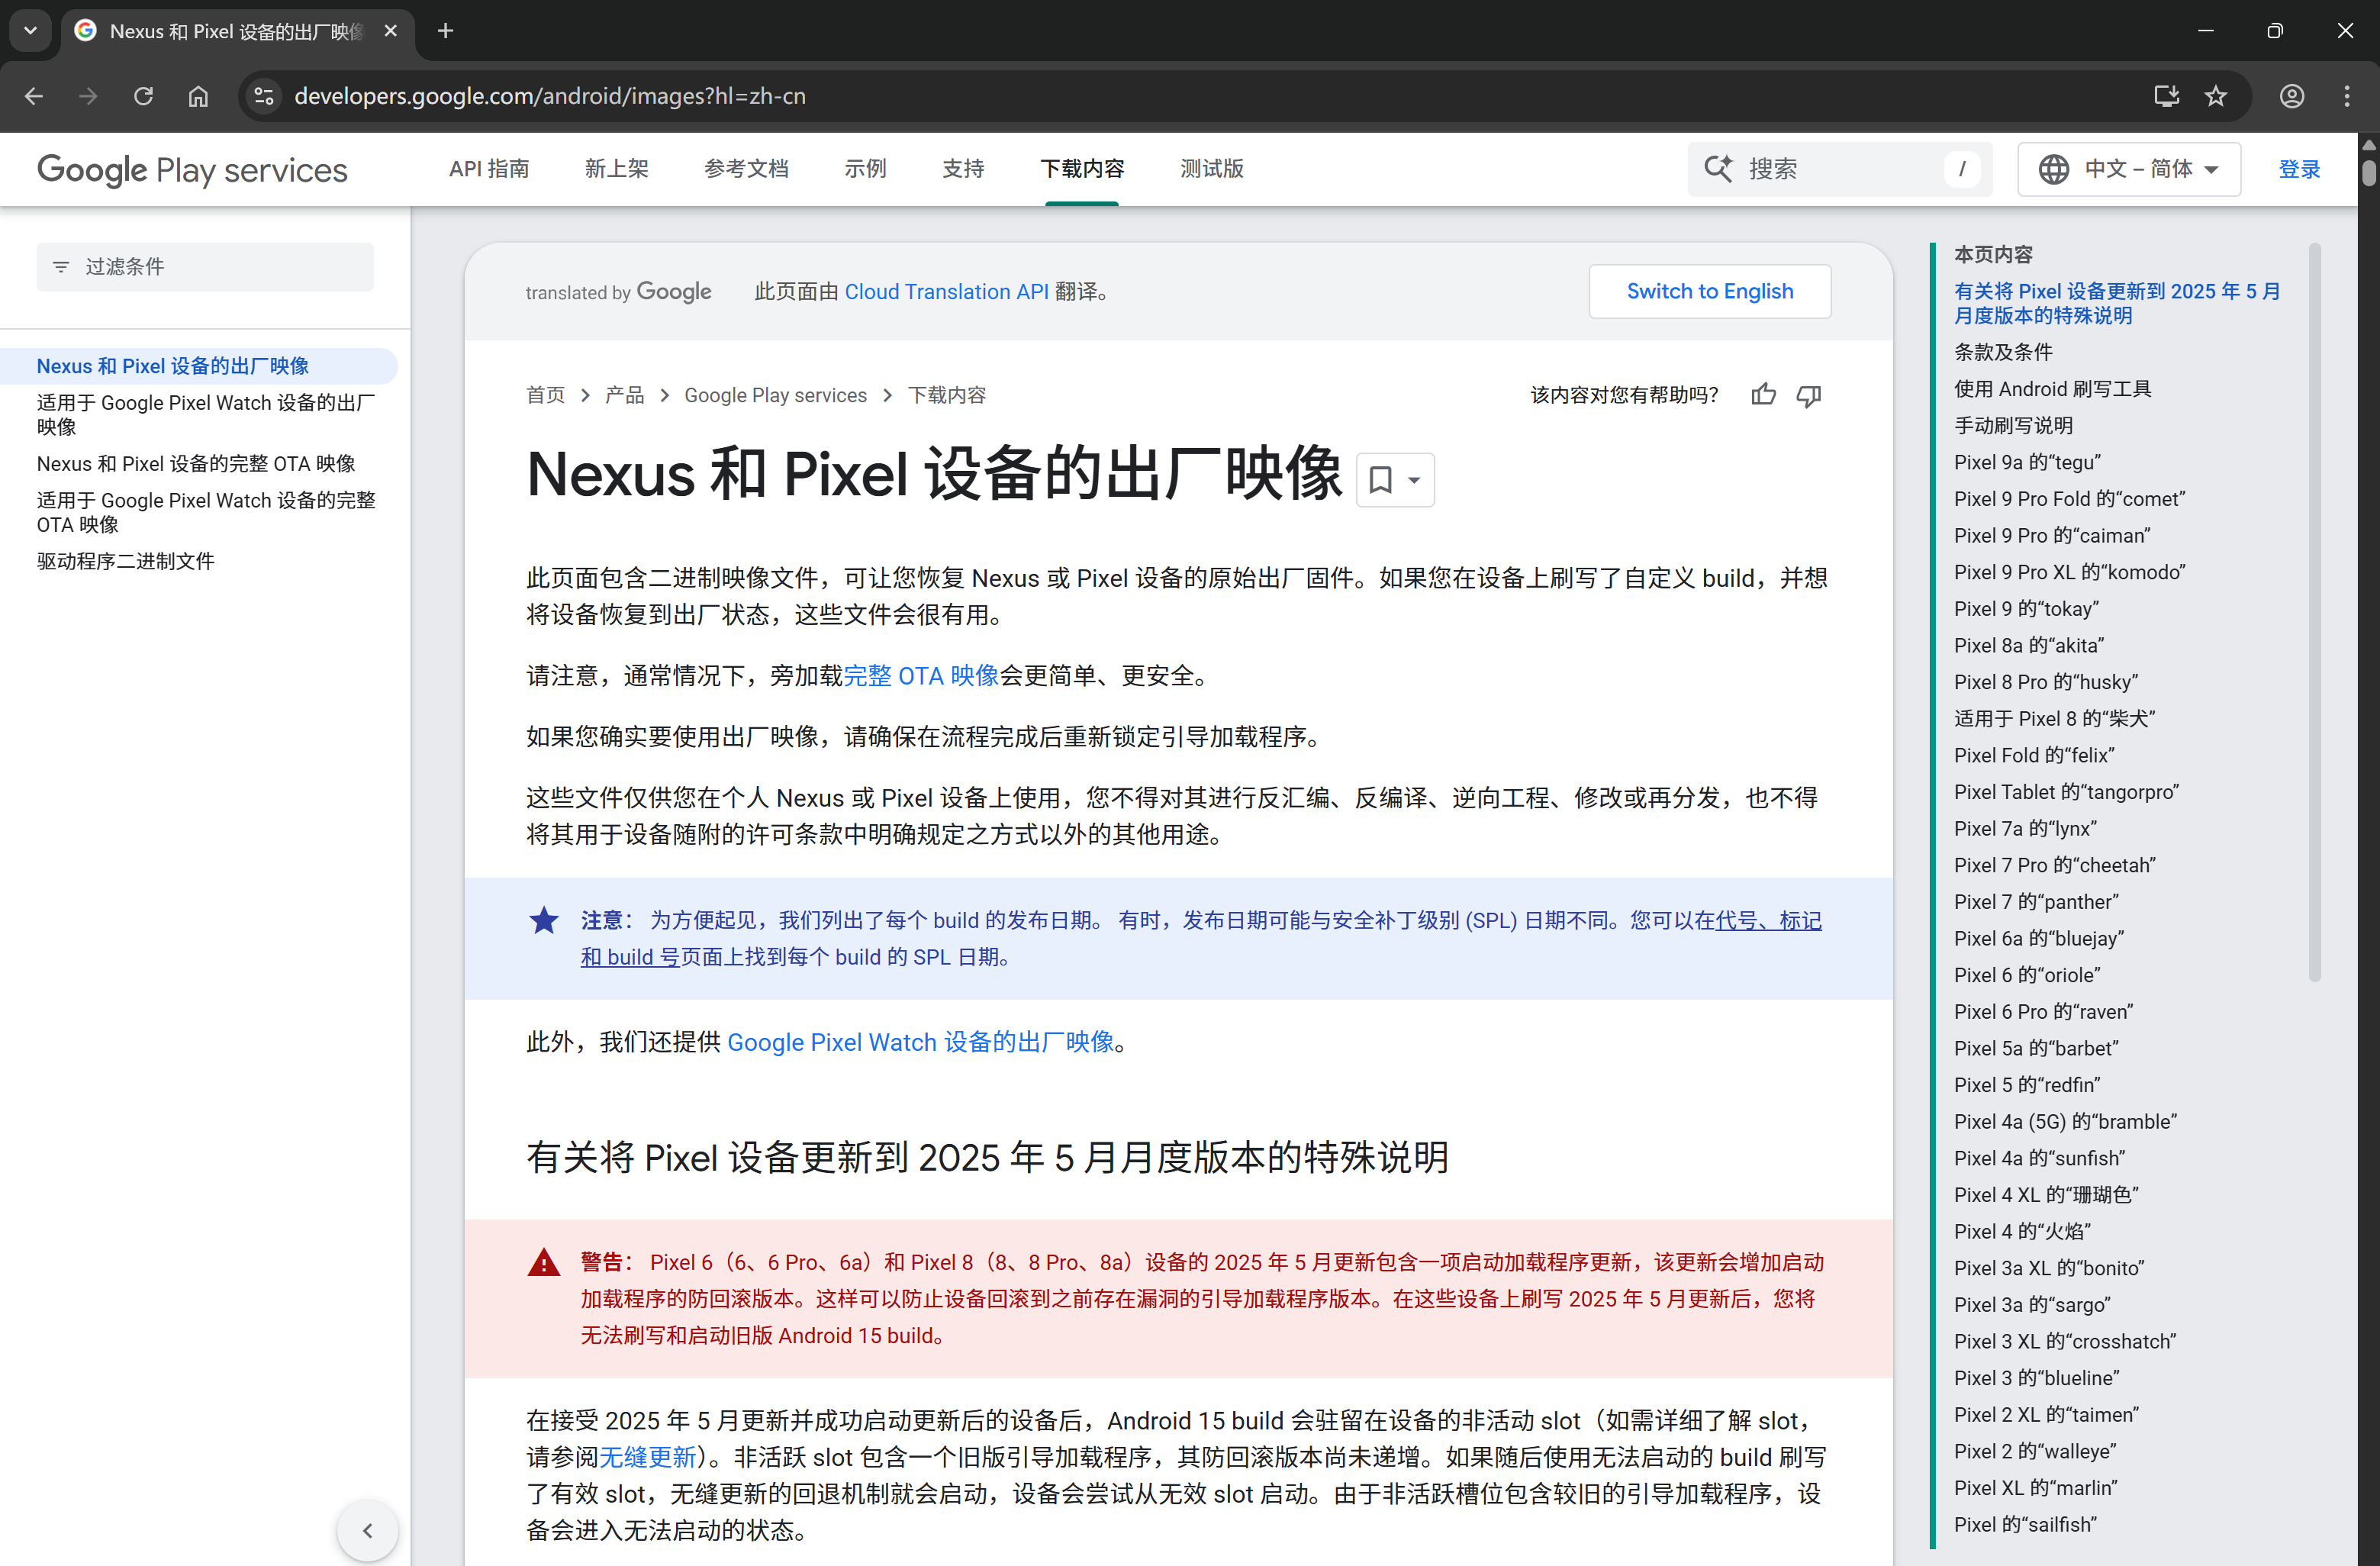 Nexus 和 Pixel 设备的出厂映像
developers.google.com/android/images?hl=zh-cn
Google Play services
API 指南
新上架
参考文档
示例
支持
下载内容
测试版
搜索
/
中文 – 简体
登录
过滤条件
Nexus 和 Pixel 设备的出厂映像
适用于 Google Pixel Watch 设备的出厂
映像
Nexus 和 Pixel 设备的完整 OTA 映像
适用于 Google Pixel Watch 设备的完整
OTA 映像
驱动程序二进制文件
translated by Google
此页面由 Cloud Translation API 翻译。
Switch to English
首页 > 产品 > Google Play services > 下载内容
该内容对您有帮助吗？
Nexus 和 Pixel 设备的出厂映像
此页面包含二进制映像文件，可让您恢复 Nexus 或 Pixel 设备的原始出厂固件。如果您在设备上刷写了自定义 build，并想
将设备恢复到出厂状态，这些文件会很有用。
请注意，通常情况下，旁加载完整 OTA 映像会更简单、更安全。
如果您确实要使用出厂映像，请确保在流程完成后重新锁定引导加载程序。
这些文件仅供您在个人 Nexus 或 Pixel 设备上使用，您不得对其进行反汇编、反编译、逆向工程、修改或再分发，也不得
将其用于设备随附的许可条款中明确规定之方式以外的其他用途。
注意： 为方便起见，我们列出了每个 build 的发布日期。 有时，发布日期可能与安全补丁级别 (SPL) 日期不同。您可以在代号、标记
和 build 号页面上找到每个 build 的 SPL 日期。
此外，我们还提供 Google Pixel Watch 设备的出厂映像。
有关将 Pixel 设备更新到 2025 年 5 月月度版本的特殊说明
警告： Pixel 6（6、6 Pro、6a）和 Pixel 8（8、8 Pro、8a）设备的 2025 年 5 月更新包含一项启动加载程序更新，该更新会增加启动
加载程序的防回滚版本。这样可以防止设备回滚到之前存在漏洞的引导加载程序版本。在这些设备上刷写 2025 年 5 月更新后，您将
无法刷写和启动旧版 Android 15 build。
在接受 2025 年 5 月更新并成功启动更新后的设备后，Android 15 build 会驻留在设备的非活动 slot（如需详细了解 slot，
请参阅无缝更新）。非活跃 slot 包含一个旧版引导加载程序，其防回滚版本尚未递增。如果随后使用无法启动的 build 刷写
了有效 slot，无缝更新的回退机制就会启动，设备会尝试从无效 slot 启动。由于非活跃槽位包含较旧的引导加载程序，设
备会进入无法启动的状态。
本页内容
有关将 Pixel 设备更新到 2025 年 5 月
月度版本的特殊说明
条款及条件
使用 Android 刷写工具
手动刷写说明
Pixel 9a 的“tegu”
Pixel 9 Pro Fold 的“comet”
Pixel 9 Pro 的“caiman”
Pixel 9 Pro XL 的“komodo”
Pixel 9 的“tokay”
Pixel 8a 的“akita”
Pixel 8 Pro 的“husky”
适用于 Pixel 8 的“柴犬”
Pixel Fold 的“felix”
Pixel Tablet 的“tangorpro”
Pixel 7a 的“lynx”
Pixel 7 Pro 的“cheetah”
Pixel 7 的“panther”
Pixel 6a 的“bluejay”
Pixel 6 的“oriole”
Pixel 6 Pro 的“raven”
Pixel 5a 的“barbet”
Pixel 5 的“redfin”
Pixel 4a (5G) 的“bramble”
Pixel 4a 的“sunfish”
Pixel 4 XL 的“珊瑚色”
Pixel 4 的“火焰”
Pixel 3a XL 的“bonito”
Pixel 3a 的“sargo”
Pixel 3 XL 的“crosshatch”
Pixel 3 的“blueline”
Pixel 2 XL 的“taimen”
Pixel 2 的“walleye”
Pixel XL 的“marlin”
Pixel 的“sailfish”